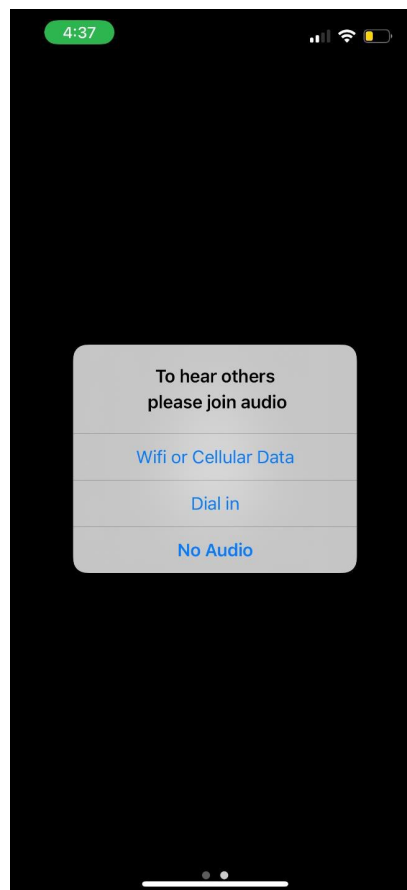 4:37
To hear others
please join audio
Wifi or Cellular Data
Dial in
No Audio